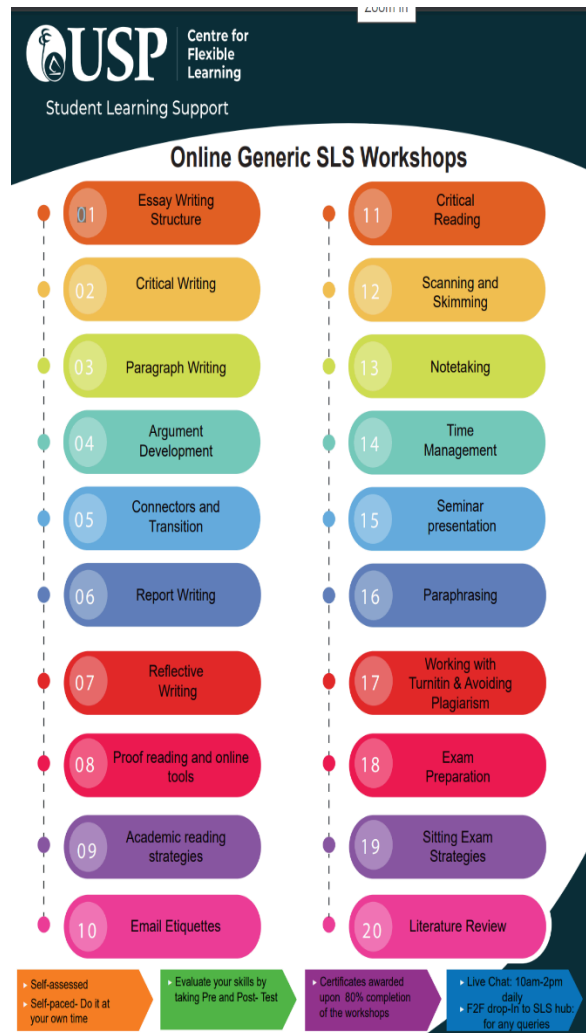 Zoom in
USP
Centre for
Flexible
Learning
Student Learning Support
Online Generic SLS Workshops
01
Essay Writing
Structure
02
Critical Writing
03
Paragraph Writing
04
Argument
Development
05
Connectors and
Transition
06
Report Writing
07
Reflective
Writing
08
Proof reading and online
tools
09
Academic reading
strategies
10
Email Etiquettes
11
Critical
Reading
12
Scanning and
Skimming
13
Notetaking
14
Time
Management
15
Seminar
presentation
16
Paraphrasing
17
Working with
Turnitin & Avoiding
Plagiarism
18
Exam
Preparation
19
Sitting Exam
Strategies
20
Literature Review
Self-assessed
Self-paced- Do it at
your own time
Evaluate your skills by
taking Pre and Post- Test
Certificates awarded
upon 80% completion
of the workshops
Live Chat: 10am-2pm
daily
F2F drop-In to SLS hub:
for any queries